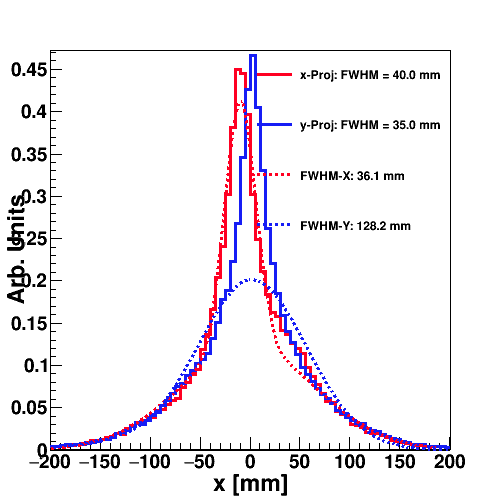 Arb. Units
0.45
0.4
0.35
0.3
0.25
0.2
0.15
0.1
0.05
0
x-Proj: FWHM = 40.0 mm
y-Proj: FWHM = 35.0 mm
FWHM-X: 36.1 mm
FWHM-Y: 128.2 mm
−200 −150 −100 −50 0 50 100 150 200
x [mm]